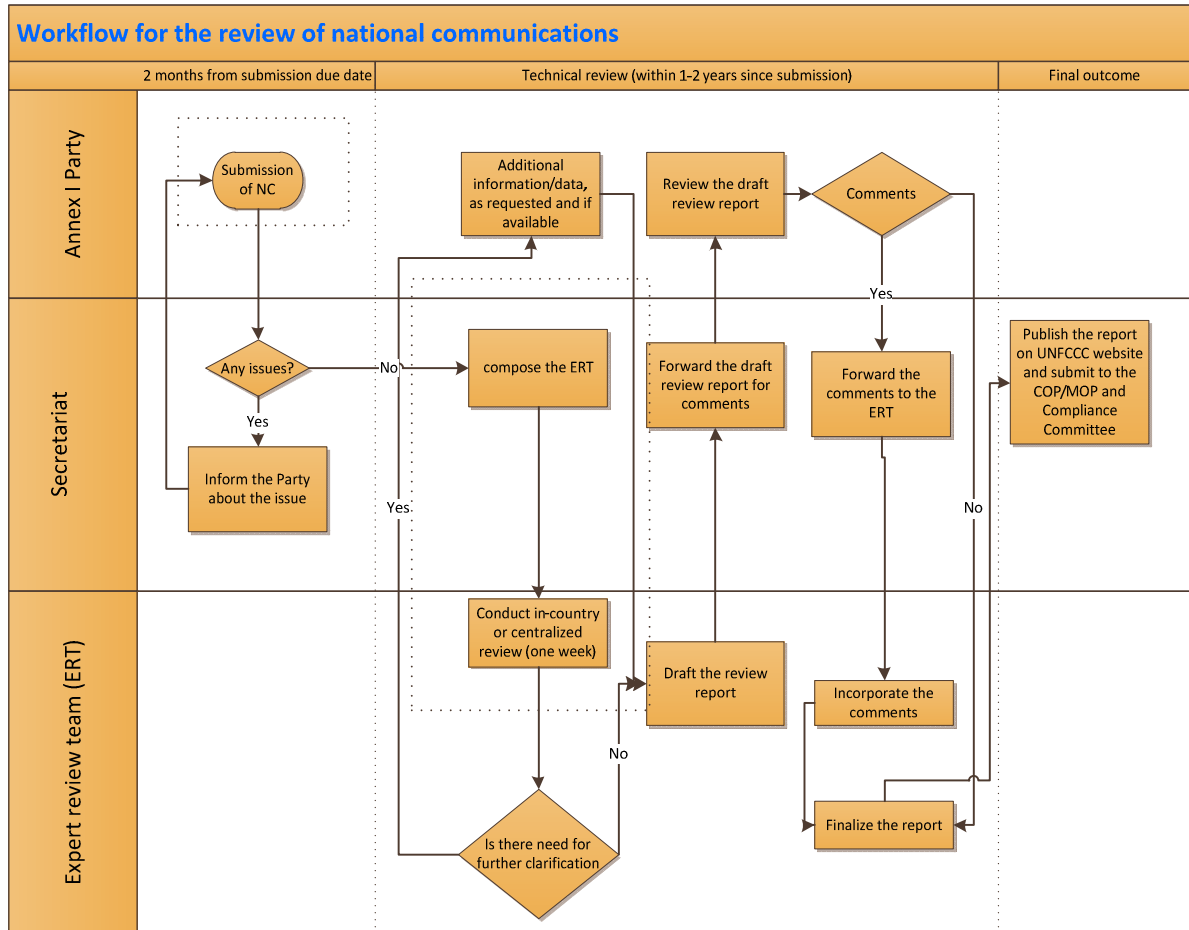 Workflow for the review of national communications
2 months from submission due date
Technical review (within 1-2 years since submission)
Final outcome
Annex I Party
Submission
of NC
Additional
information/data,
as requested and if
available
Review the draft
review report
Comments
Yes
Secretariat
Any issues?
No
Yes
Inform the Party
about the issue
compose the ERT
Yes
Forward the draft
review report for
comments
Forward the
comments to the
ERT
No
Publish the report
on UNFCCC website
and submit to the
COP/MOP and
Compliance
Committee
Expert review team (ERT)
Conduct in-country
or centralized
review (one week)
Is there need for
further clarification
No
Draft the review
report
Incorporate the
comments
Finalize the report